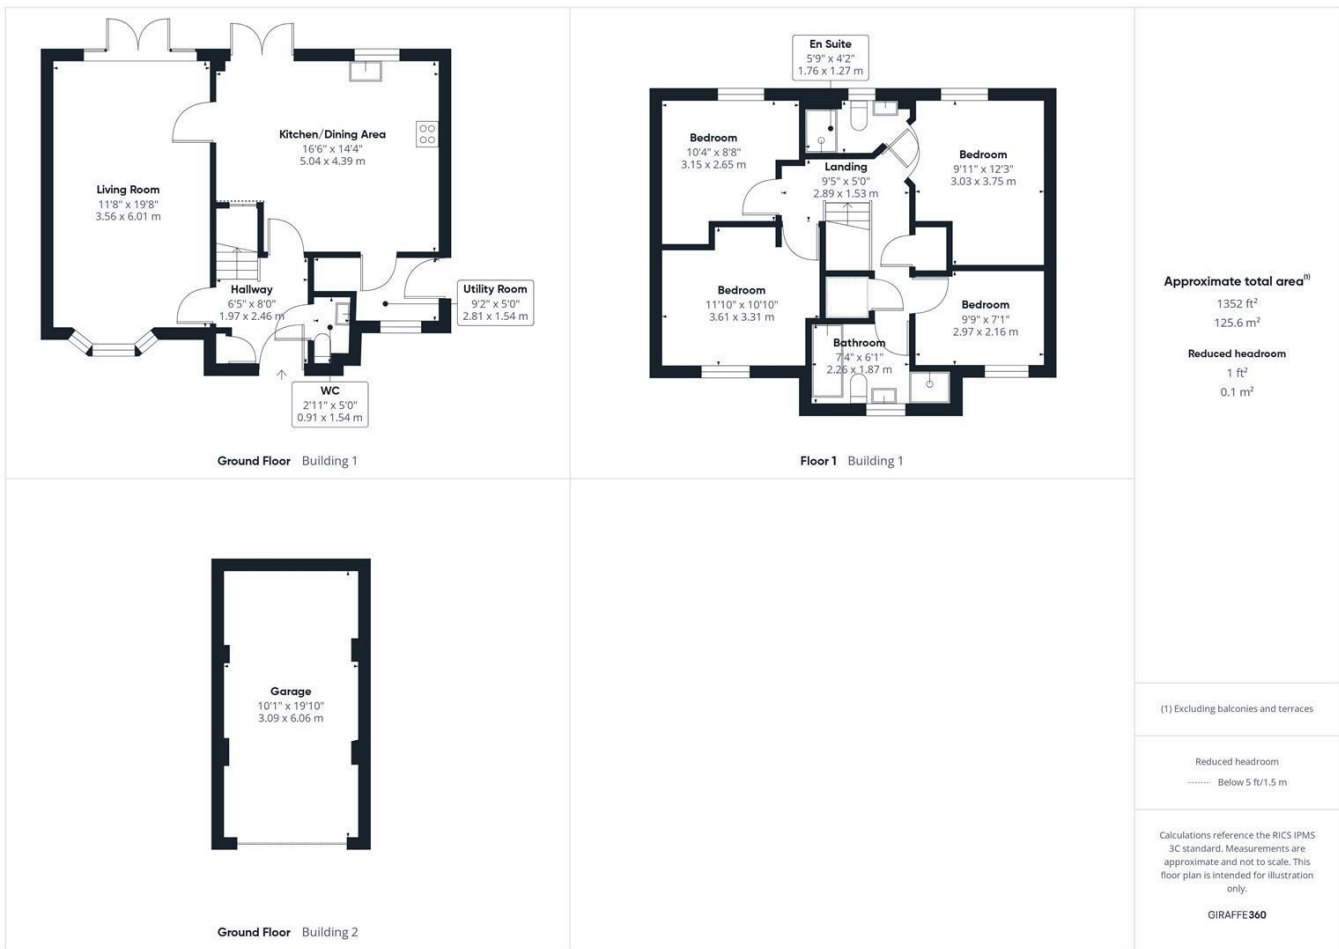 Kitchen/Dining Area
16'6" x 14'4"
5.04 x 4.39 m
Living Room
11'8" x 19'8"
3.56 x 6.01 m
Hallway
6'5" x 8'0"
1.97 x 2.46 m
Utility Room
9'2" x 5'0"
2.81 x 1.54 m
WC
2'11" x 5'0"
0.91 x 1.54 m
Ground Floor Building 1
En Suite
5'9" x 4'2"
1.76 x 1.27 m
Bedroom
10'4" x 8'8"
3.15 x 2.65 m
Landing
9'5" x 5'0"
2.89 x 1.53 m
Bedroom
9'11" x 12'3"
3.03 x 3.75 m
Bedroom
11'10" x 10'10"
3.61 x 3.31 m
Bedroom
9'9" x 7'1"
2.97 x 2.16 m
Bathroom
7'4" x 6'1"
2.26 x 1.87 m
Floor 1 Building 1
Garage
10'1" x 19'10"
3.09 x 6.06 m
Ground Floor Building 2
Approximate total area⁽¹⁾
1352 ft²
125.6 m²
Reduced headroom
1 ft²
0.1 m²
(1) Excluding balconies and terraces
Reduced headroom
Below 5 ft/1.5 m
Calculations reference the RICS IPMS
3C standard. Measurements are
approximate and not to scale. This
floor plan is intended for illustration
only.
GIRAFFE360